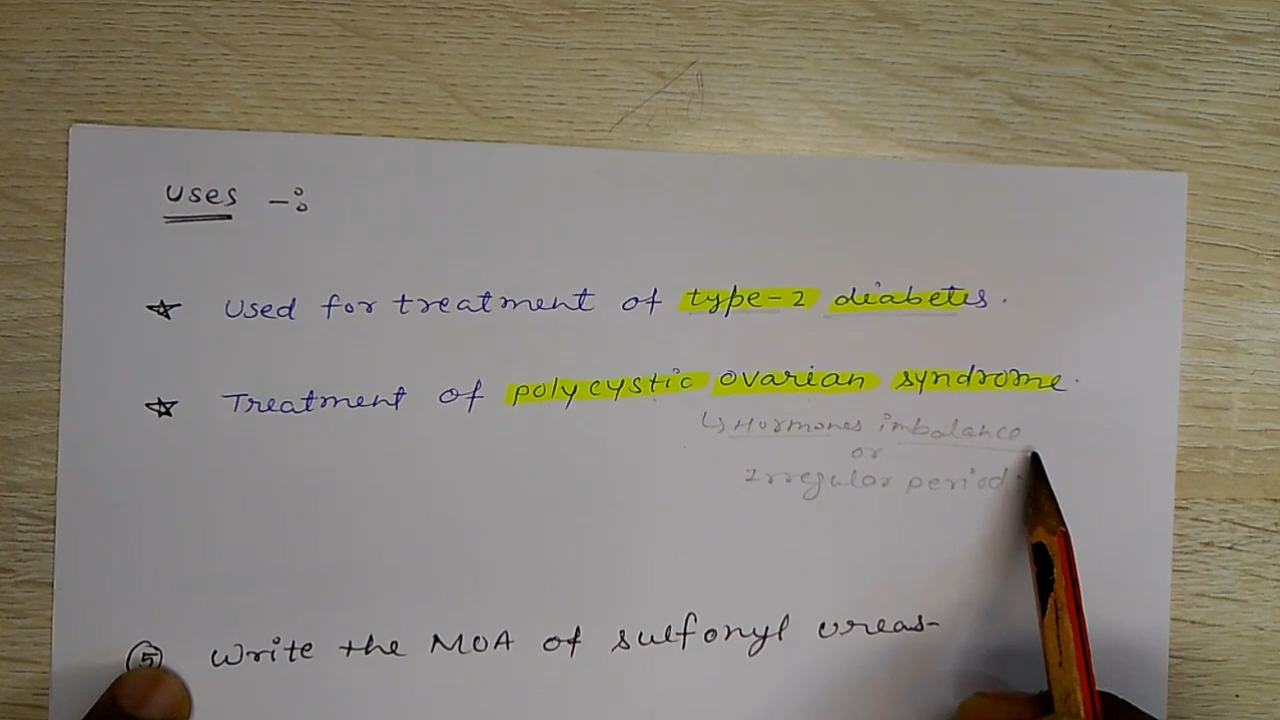 Uses -:
☆ Used for treatment of type-2 diabetes.
☆ Treatment of polycystic ovarian syndrome.
↳ Hormones imbalance
or
Irregular period
⑤ Write the MOA of sulfonyl ureas-